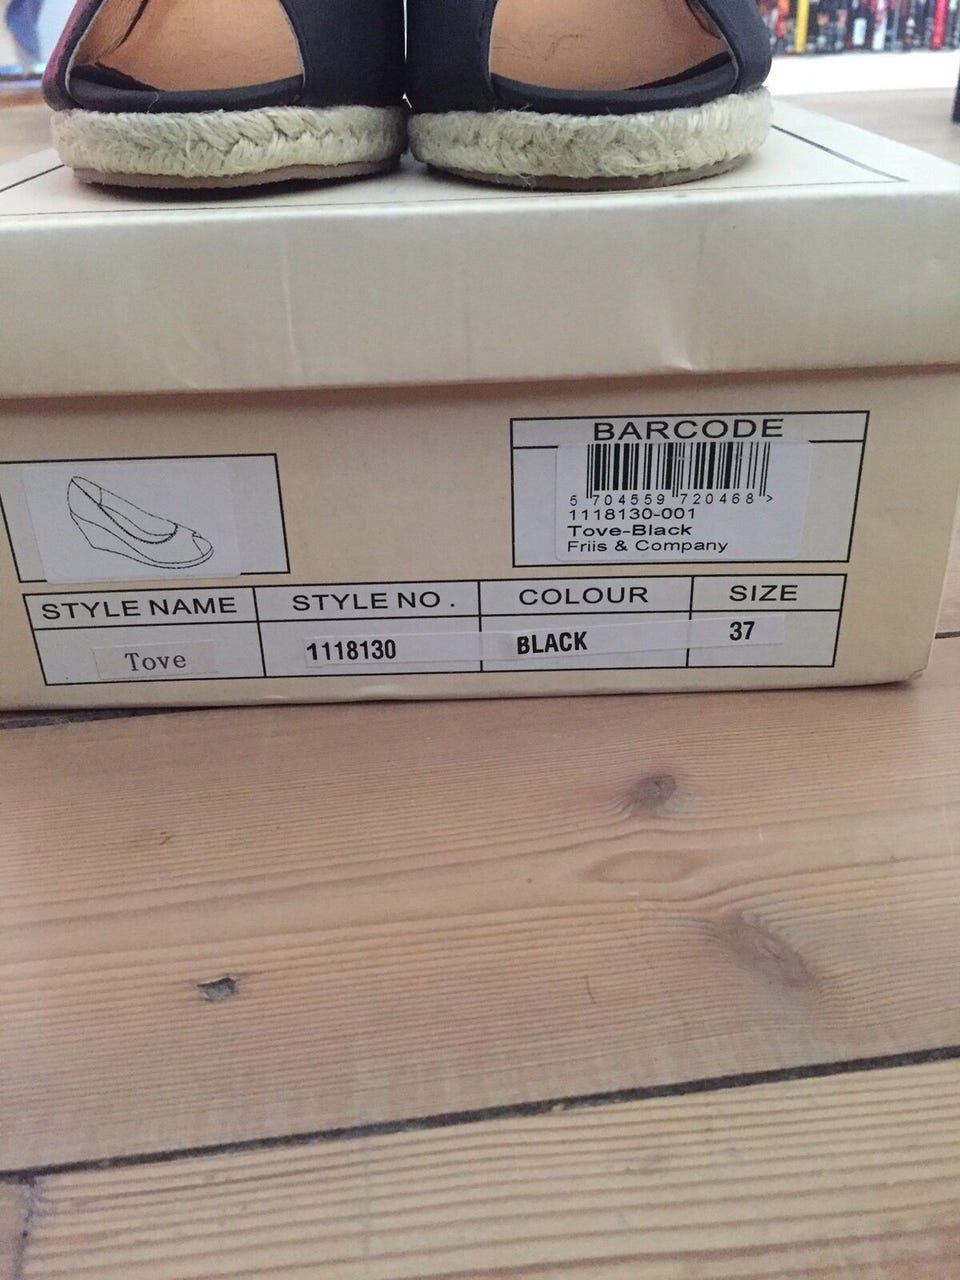 BARCODE
5 704559 720468 >
1118130-001
Tove-Black
Friis & Company
STYLE NAME STYLE NO. COLOUR SIZE
Tove 1118130 BLACK 37